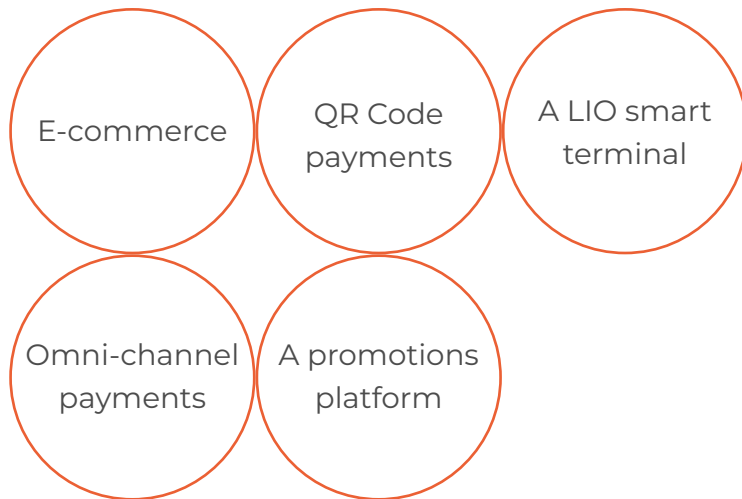 E-commerce
QR Code
payments
A LIO smart
terminal
Omni-channel
payments
A promotions
platform